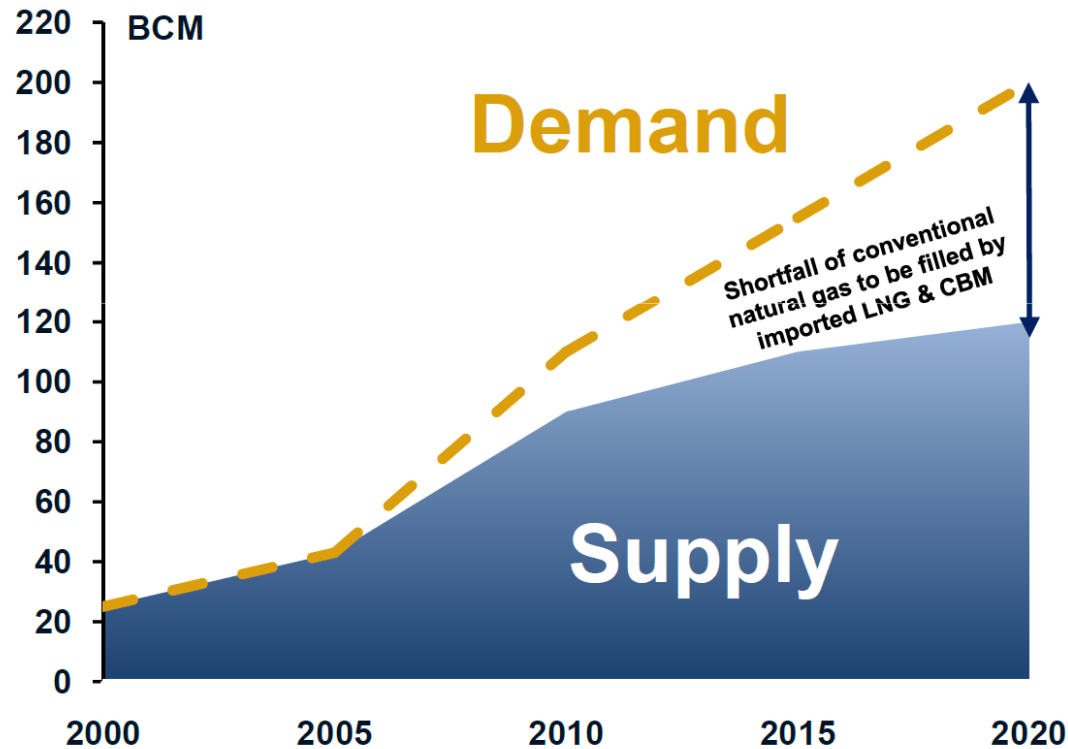 220
BCM
200
180
160
140
120
100
80
60
40
20
0
Demand
Shortfall of conventional
natural gas to be filled by
imported LNG & CBM
Supply
2000
2005
2010
2015
2020